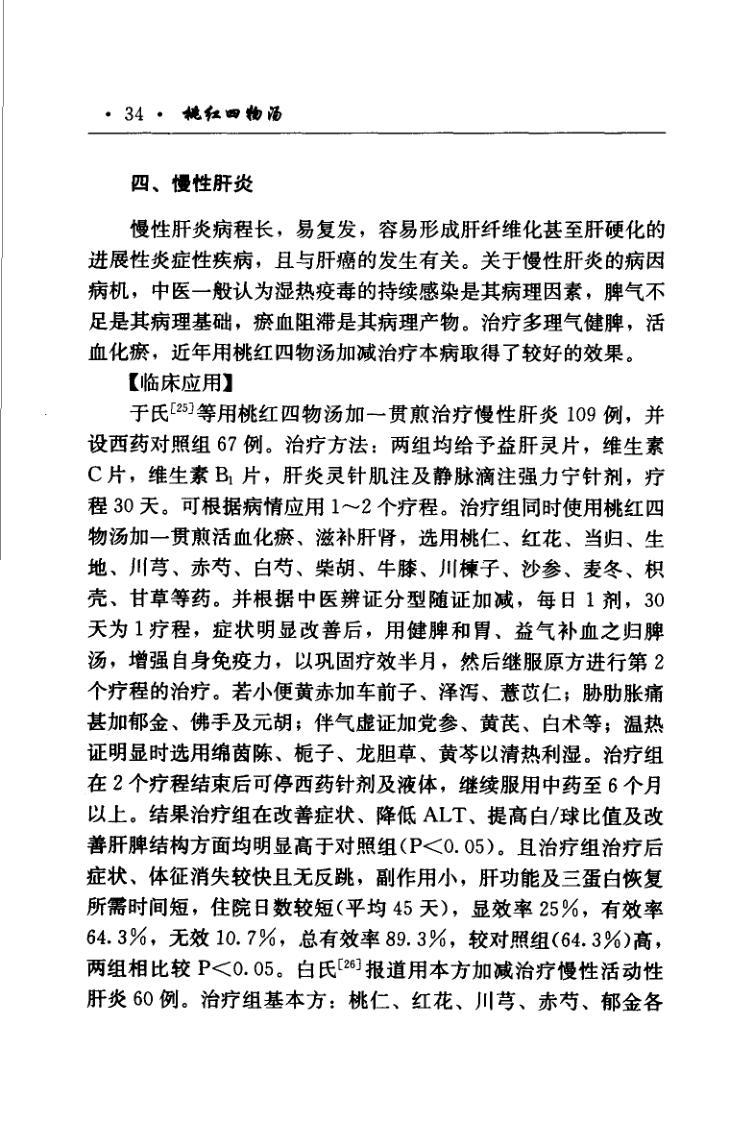 ·34· 桃红四物汤
四、慢性肝炎
慢性肝炎病程长，易复发，容易形成肝纤维化甚至肝硬化的
进展性炎症性疾病，且与肝癌的发生有关。关于慢性肝炎的病因
病机，中医一般认为湿热疫毒的持续感染是其病理因素，脾气不
足是其病理基础，瘀血阻滞是其病理产物。治疗多理气健脾，活
血化瘀，近年用桃红四物汤加减治疗本病取得了较好的效果。
【临床应用】
于氏[25]等用桃红四物汤加一贯煎治疗慢性肝炎 109 例，并
设西药对照组 67 例。治疗方法：两组均给予益肝灵片，维生素
C 片，维生素 B₁ 片，肝炎灵针肌注及静脉滴注强力宁针剂，疗
程 30 天。可根据病情应用 1～2 个疗程。治疗组同时使用桃红四
物汤加一贯煎活血化瘀、滋补肝肾，选用桃仁、红花、当归、生
地、川芎、赤芍、白芍、柴胡、牛膝、川楝子、沙参、麦冬、枳
壳、甘草等药。并根据中医辨证分型随证加减，每日 1 剂，30
天为 1 疗程，症状明显改善后，用健脾和胃、益气补血之归脾
汤，增强自身免疫力，以巩固疗效半月，然后继服原方进行第 2
个疗程的治疗。若小便黄赤加车前子、泽泻、薏苡仁；胁肋胀痛
甚加郁金、佛手及元胡；伴气虚证加党参、黄芪、白术等；温热
证明显时选用绵茵陈、栀子、龙胆草、黄芩以清热利湿。治疗组
在 2 个疗程结束后可停西药针剂及液体，继续服用中药至 6 个月
以上。结果治疗组在改善症状、降低 ALT、提高白/球比值及改
善肝脾结构方面均明显高于对照组(P<0.05)。且治疗组治疗后
症状、体征消失较快且无反跳，副作用小，肝功能及三蛋白恢复
所需时间短，住院日数较短(平均 45 天)，显效率 25%，有效率
64.3%，无效 10.7%，总有效率 89.3%，较对照组(64.3%)高，
两组相比较 P<0.05。白氏[26]报道用本方加减治疗慢性活动性
肝炎 60 例。治疗组基本方：桃仁、红花、川芎、赤芍、郁金各